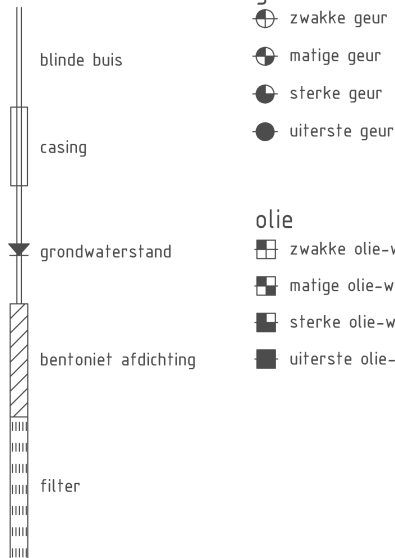 blinde buis
casing
grondwaterstand
bentoniet afdichting
filter
zwakke geur
matige geur
sterke geur
uiterste geur
olie
zwakke olie-w
matige olie-w
sterke olie-w
uiterste olie-